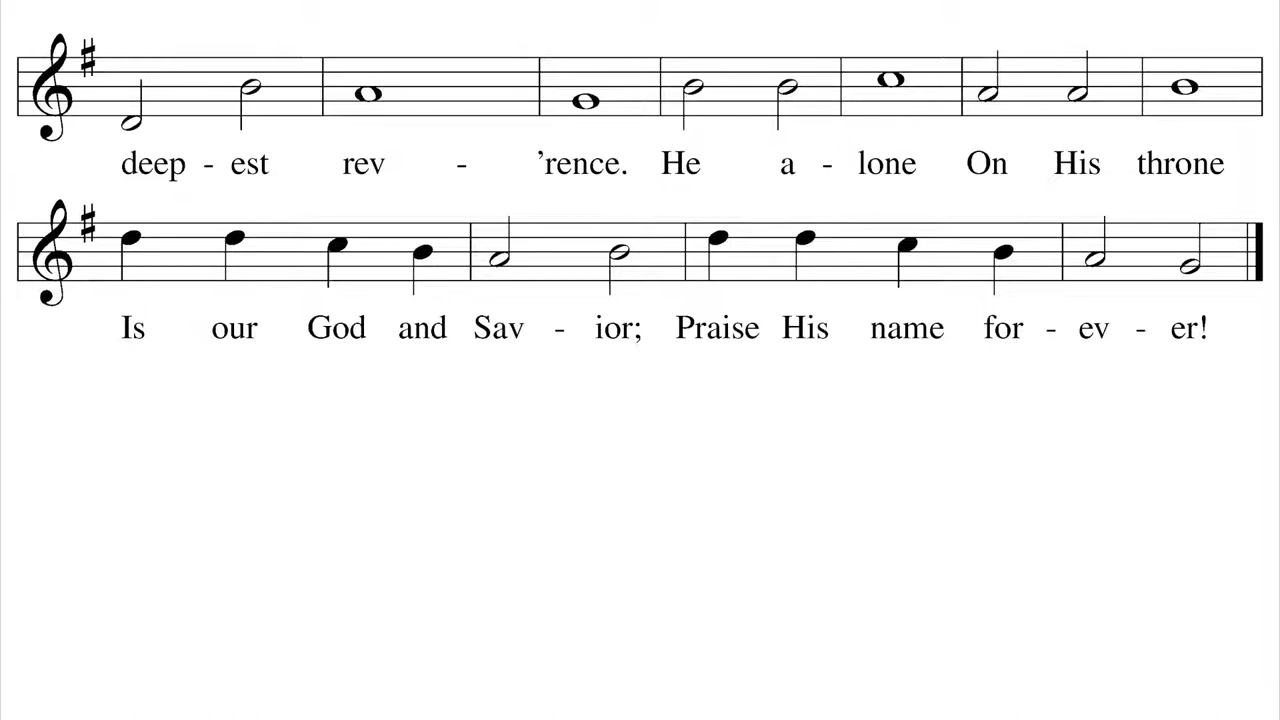 deep - est rev - ’rence. He a - lone On His throne
Is our God and Sav - ior; Praise His name for - ev - er!